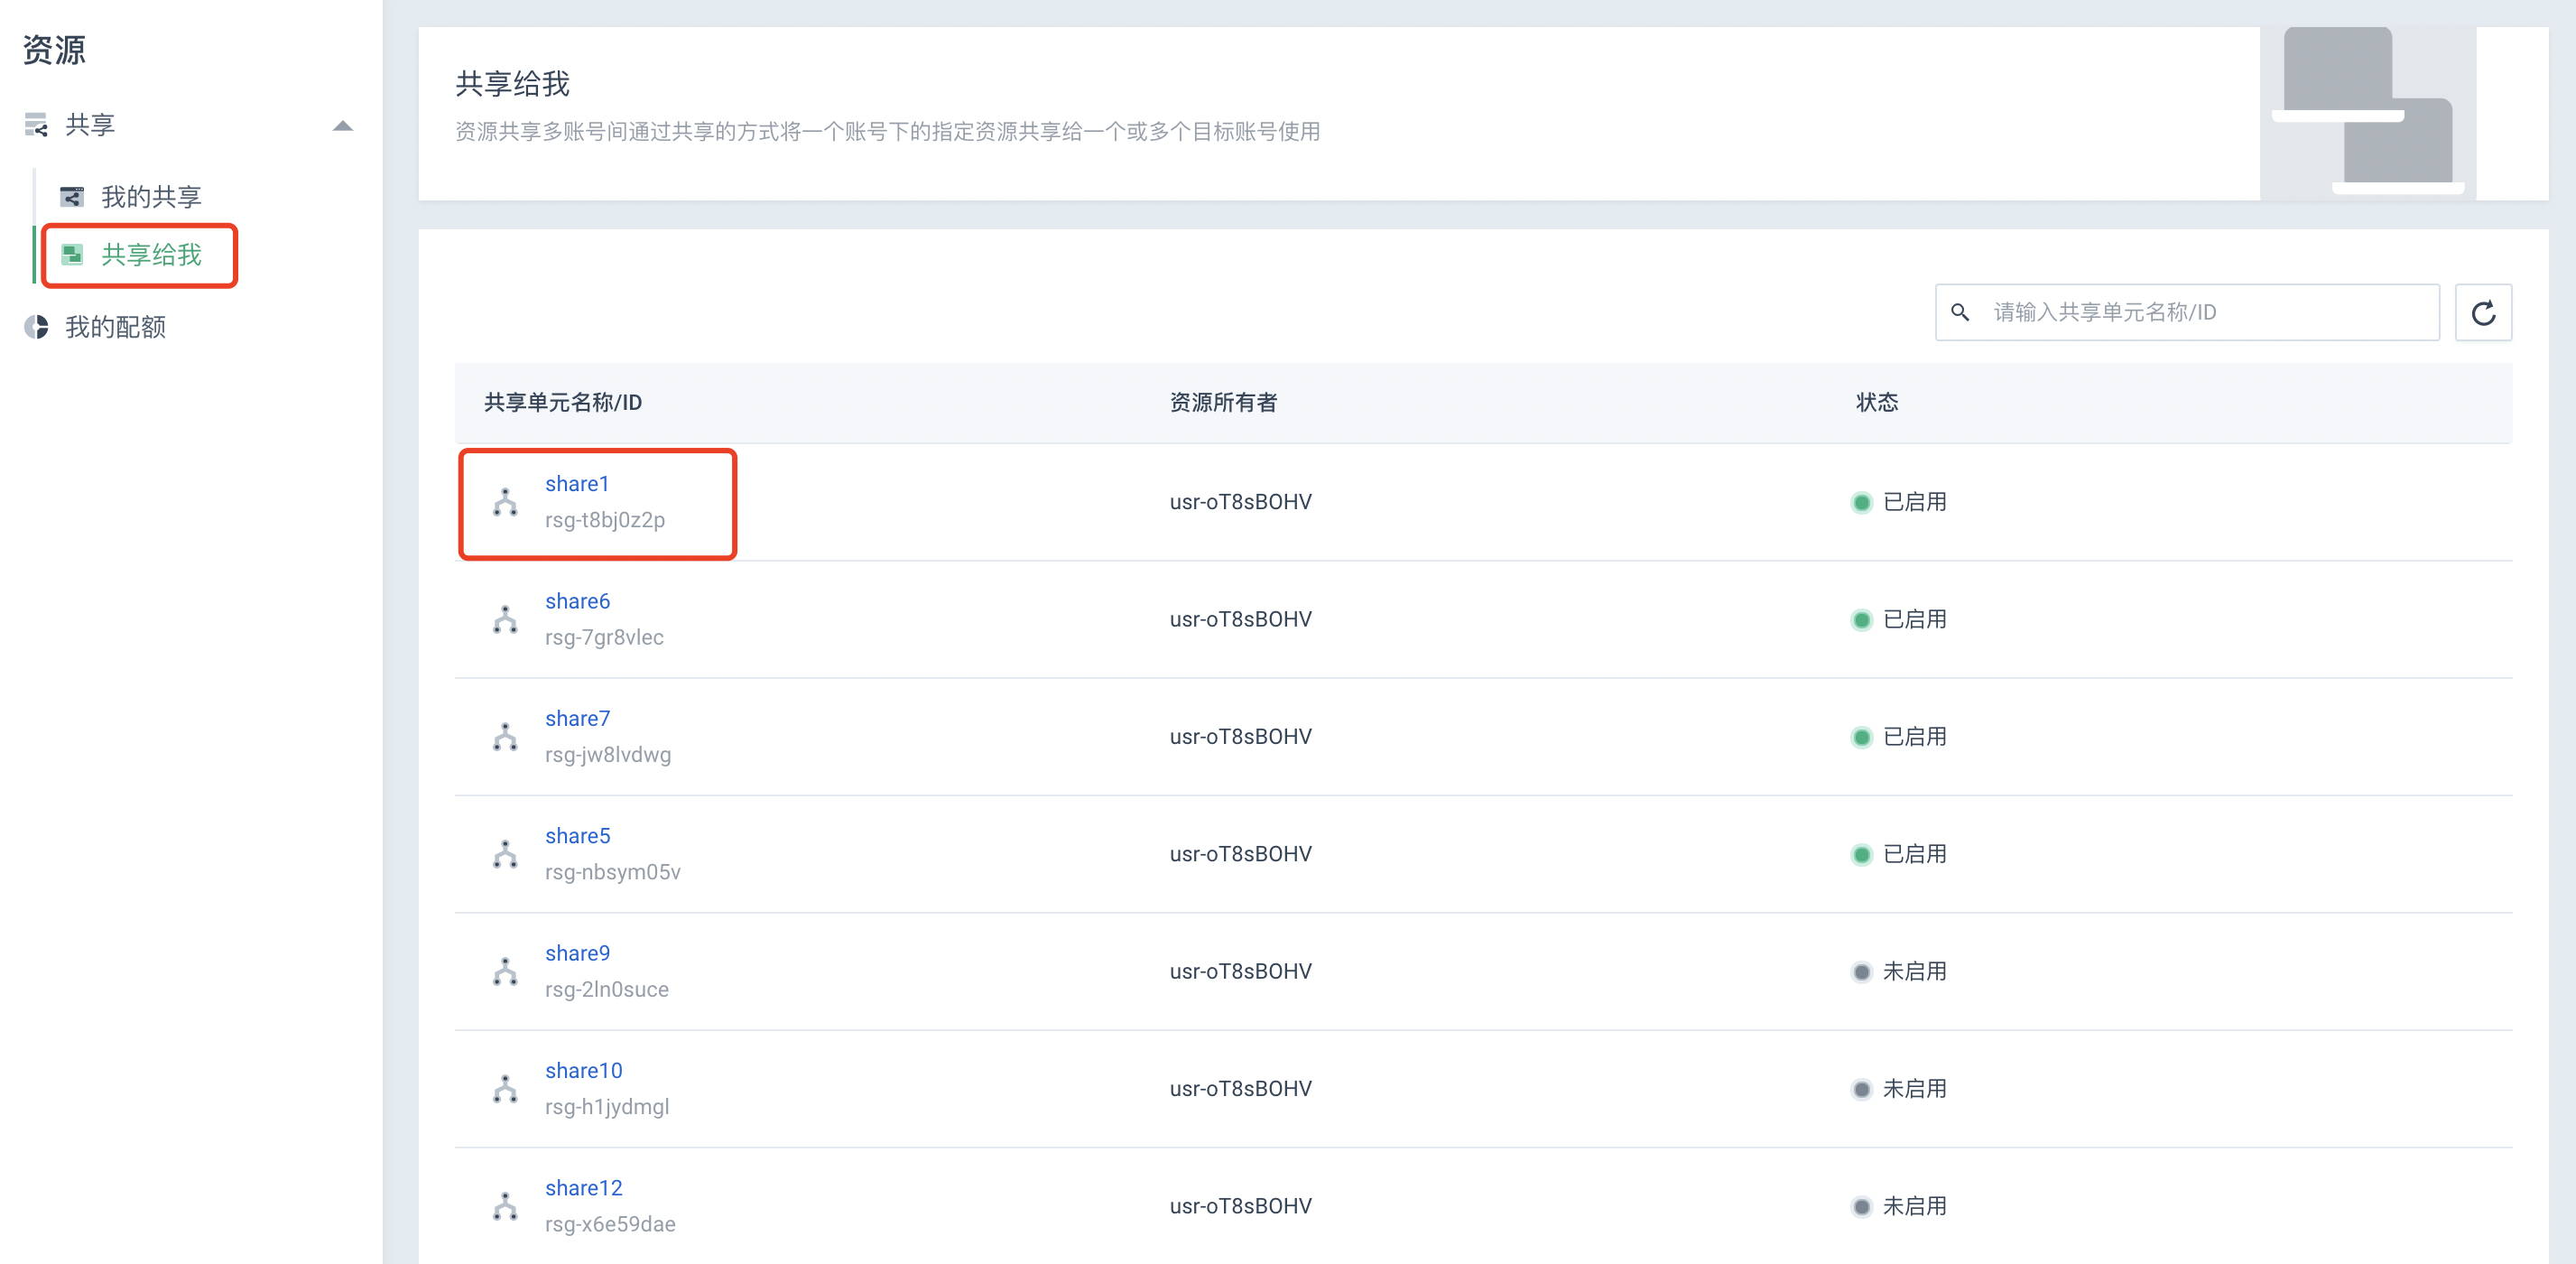 资源
共享
我的共享
共享给我
我的配额
共享给我
资源共享多账号间通过共享的方式将一个账号下的指定资源共享给一个或多个目标账号使用
请输入共享单元名称/ID
共享单元名称/ID 资源所有者 状态
share1
rsg-t8bj0z2p
usr-oT8sBOHV 已启用
share6
rsg-7gr8vlec
usr-oT8sBOHV 已启用
share7
rsg-jw8lvdwg
usr-oT8sBOHV 已启用
share5
rsg-nbsym05v
usr-oT8sBOHV 已启用
share9
rsg-2ln0suce
usr-oT8sBOHV 未启用
share10
rsg-h1jydmgl
usr-oT8sBOHV 未启用
share12
rsg-x6e59dae
usr-oT8sBOHV 未启用